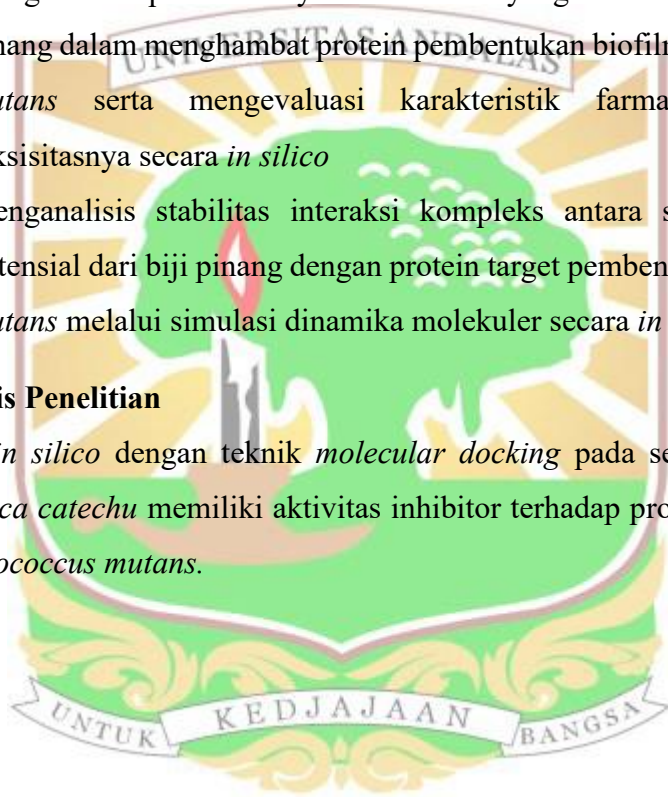 UNIVERSITAS ANDALAS
nang dalam menghambat protein pembentukan biofilm
utans serta mengevaluasi karakteristik farma
ksisitasnya secara in silico
enganalisis stabilitas interaksi kompleks antara s
tensial dari biji pinang dengan protein target pemben
utans melalui simulasi dinamika molekuler secara in
is Penelitian
in silico dengan teknik molecular docking pada se
ca catechu memiliki aktivitas inhibitor terhadap pro
ococcus mutans.
UNTUK KEDJAJAAN BANGSA